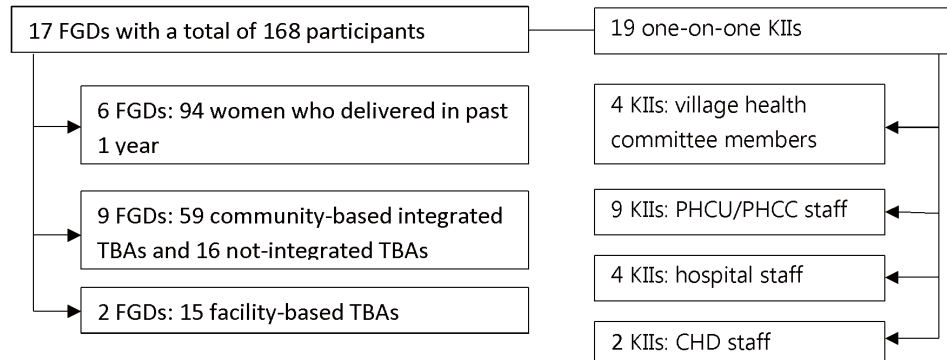 17 FGDs with a total of 168 participants
6 FGDs: 94 women who delivered in past
1 year
9 FGDs: 59 community-based integrated
TBAs and 16 not-integrated TBAs
2 FGDs: 15 facility-based TBAs
19 one-on-one KIIs
4 KIIs: village health
committee members
9 KIIs: PHCU/PHCC staff
4 KIIs: hospital staff
2 KIIs: CHD staff